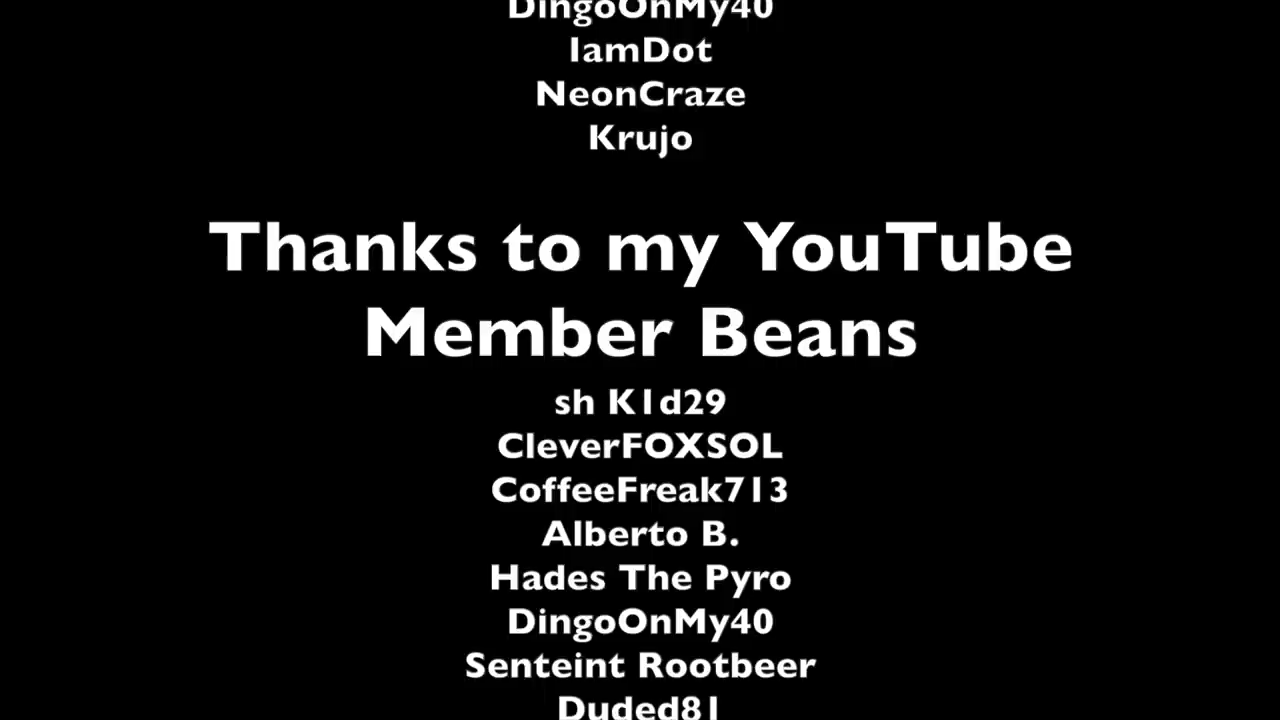 DingoOnMy40
IamDot
NeonCraze
Krujo
Thanks to my YouTube
Member Beans
sh K1d29
CleverFOXSOL
CoffeeFreak713
Alberto B.
Hades The Pyro
DingoOnMy40
Senteint Rootbeer
Duded81